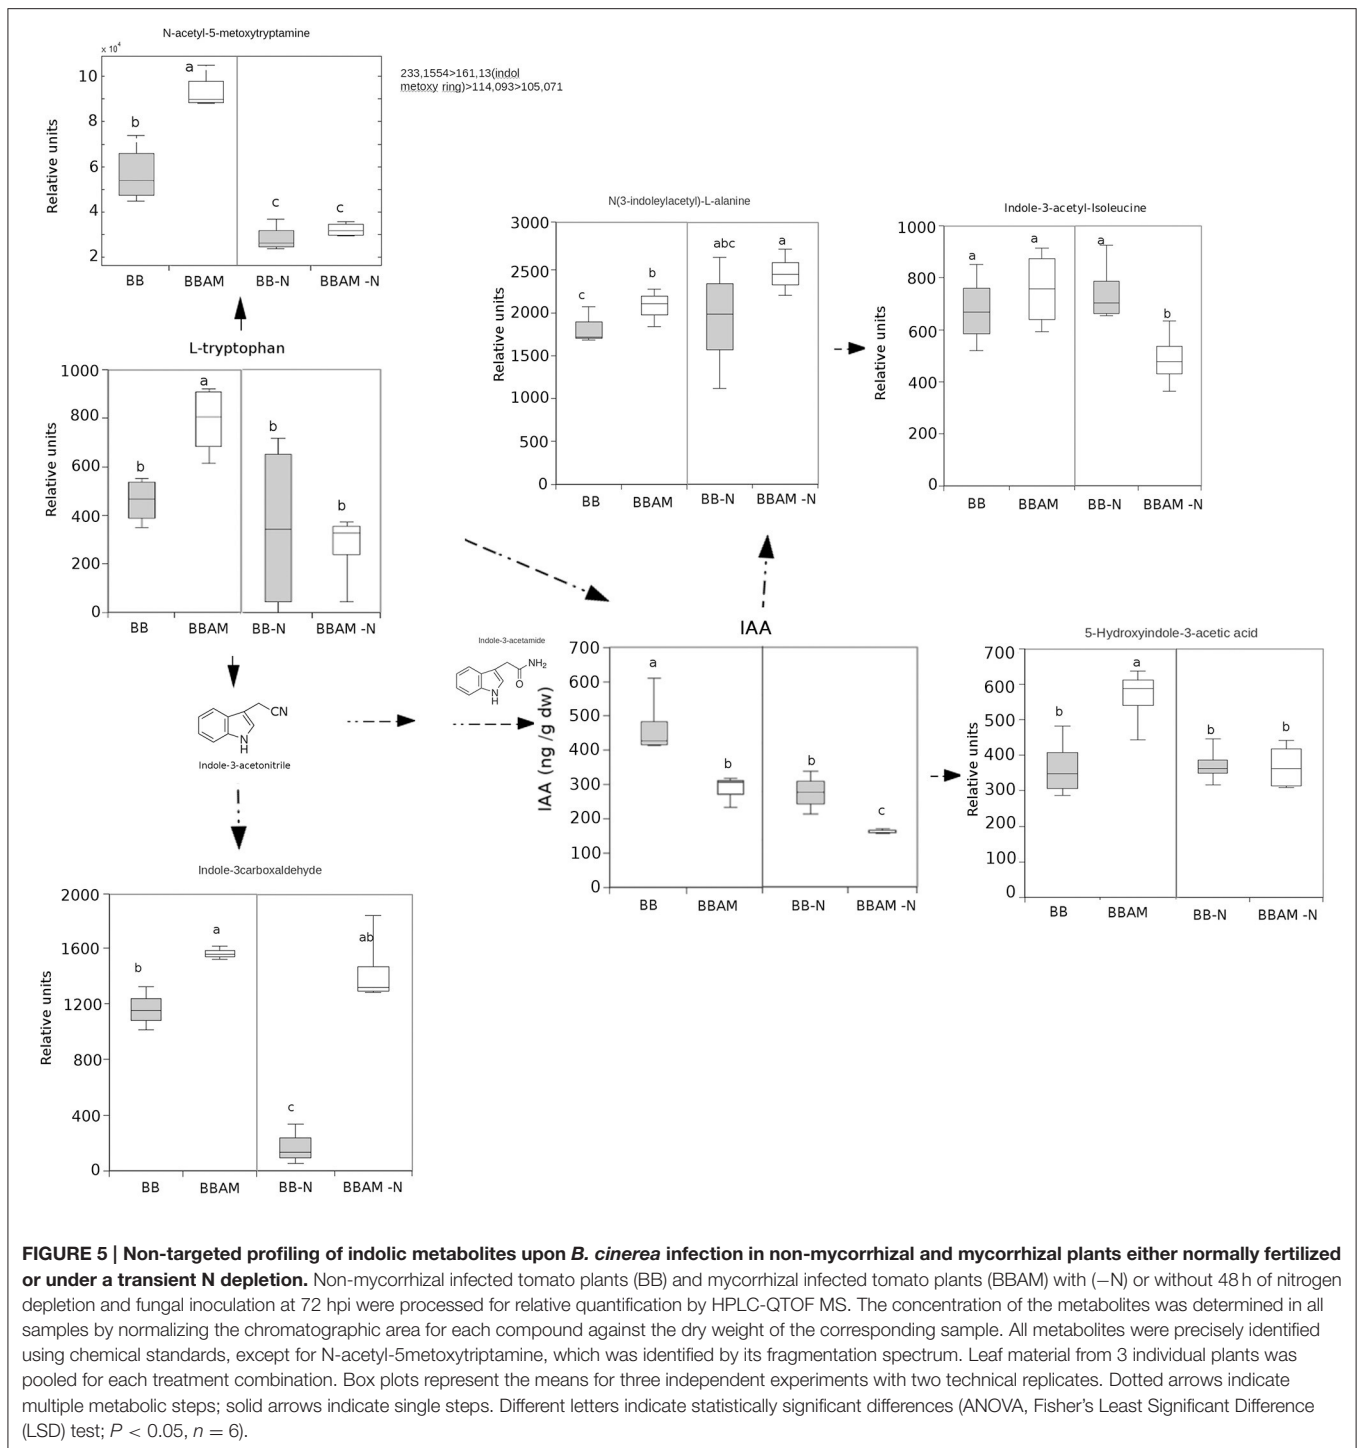 N-acetyl-5-metoxytryptamine
x 10⁴
10
8
6
4
2
Relative units
b
a
c
c
BB
BBAM
BB-N
BBAM -N
233,1554>161,13(indol
metoxy ring)>114,093>105,071
N(3-indoleylacetyl)-L-alanine
3000
2500
2000
1500
1000
500
0
Relative units
c
b
abc
a
BB
BBAM
BB-N
BBAM -N
Indole-3-acetyl-Isoleucine
1000
800
600
400
200
0
Relative units
a
a
a
b
BB
BBAM
BB-N
BBAM -N
L-tryptophan
1000
800
600
400
200
0
Relative units
b
a
b
b
BB
BBAM
BB-N
BBAM -N
CN
N
H
Indole-3-acetonitrile
Indole-3-acetamide
NH₂
O
N
H
IAA
700
600
500
400
300
200
100
0
IAA (ng /g dw)
a
b
b
c
BB
BBAM
BB-N
BBAM -N
5-Hydroxyindole-3-acetic acid
700
600
500
400
300
200
100
0
Relative units
b
a
b
b
BB
BBAM
BB-N
BBAM -N
Indole-3carboxaldehyde
2000
1600
1200
800
400
0
Relative units
b
a
c
ab
BB
BBAM
BB-N
BBAM -N
FIGURE 5 | Non-targeted profiling of indolic metabolites upon B. cinerea infection in non-mycorrhizal and mycorrhizal plants either normally fertilized
or under a transient N depletion. Non-mycorrhizal infected tomato plants (BB) and mycorrhizal infected tomato plants (BBAM) with (−N) or without 48 h of nitrogen
depletion and fungal inoculation at 72 hpi were processed for relative quantification by HPLC-QTOF MS. The concentration of the metabolites was determined in all
samples by normalizing the chromatographic area for each compound against the dry weight of the corresponding sample. All metabolites were precisely identified
using chemical standards, except for N-acetyl-5metoxytriptamine, which was identified by its fragmentation spectrum. Leaf material from 3 individual plants was
pooled for each treatment combination. Box plots represent the means for three independent experiments with two technical replicates. Dotted arrows indicate
multiple metabolic steps; solid arrows indicate single steps. Different letters indicate statistically significant differences (ANOVA, Fisher's Least Significant Difference
(LSD) test; P < 0.05, n = 6).